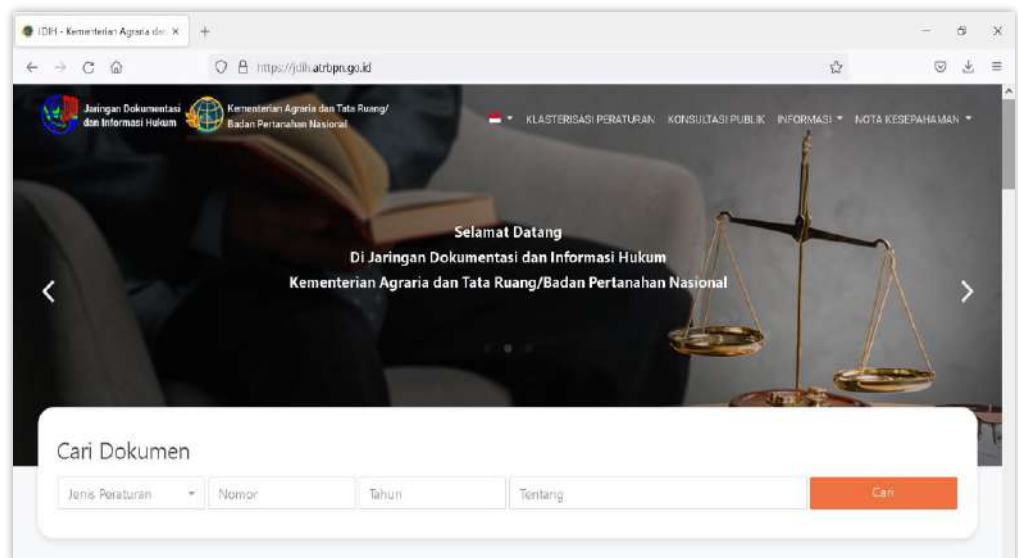 JDIH - Kementerian Agraria dan
https://jdih.atrbpn.go.id
Jaringan Dokumentasi
dan Informasi Hukum
Kementerian Agraria dan Tata Ruang/
Badan Pertanahan Nasional
KLASTERISASI PERATURAN KONSULTASI PUBLIK INFORMASI NOTA KESEPAHAMAN
Selamat Datang
Di Jaringan Dokumentasi dan Informasi Hukum
Kementerian Agraria dan Tata Ruang/Badan Pertanahan Nasional
Cari Dokumen
Jenis Peraturan Nomor Tahun Tentang Cari